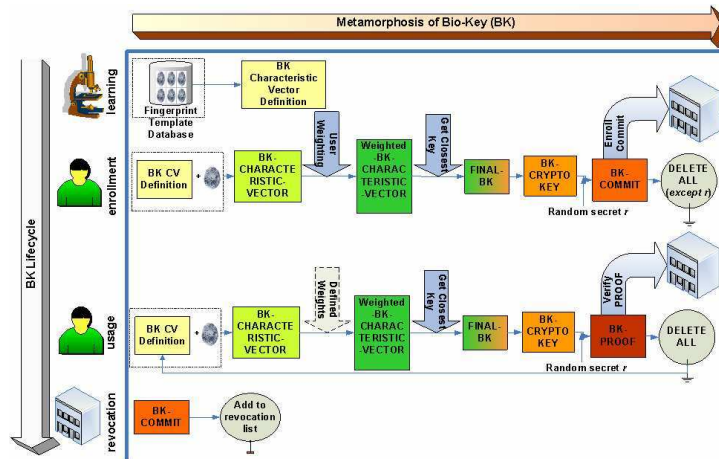 Metamorphosis of Bio-Key (BK)
BK Lifecycle
learning
Fingerprint
Template
Database
BK
Characteristic
Vector
Definition
enrollment
BK CV
Definition
+
BK-
CHARACTE
RISTIC-
VECTOR
User
Weighting
Weighted
-BK-
CHARAC
TERISTIC
-VECTOR
Get Closest
Key
FINAL-
BK
BK-
CRYPTO
KEY
Random secret r
BK-
COMMIT
Enroll
Commit
DELETE
ALL
(except r)
usage
BK CV
Definition
+
BK-
CHARACTE
RISTIC-
VECTOR
Defined
Weights
Weighted
-BK-
CHARAC
TERISTIC
-VECTOR
Get Closest
Key
FINAL-
BK
BK-
CRYPTO
KEY
Random secret r
BK-
PROOF
Verify
PROOF
DELETE
ALL
revocation
BK-
COMMIT
Add to
revocation
list